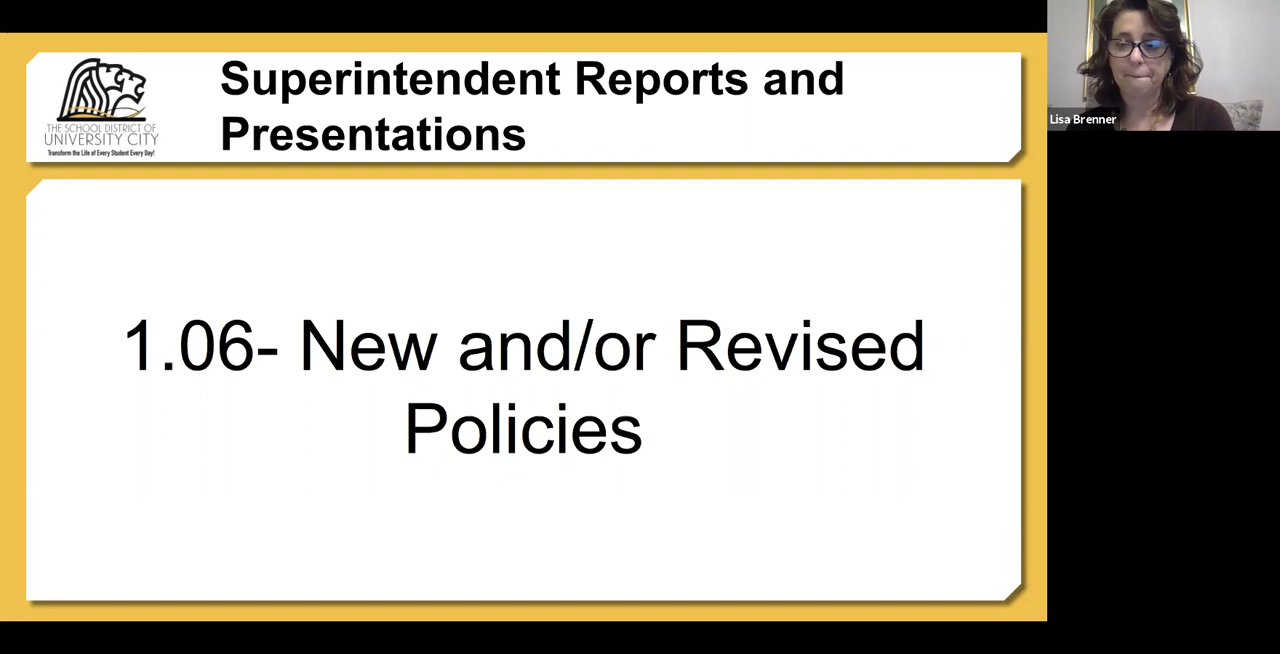 Superintendent Reports and
Presentations
THE SCHOOL DISTRICT OF
UNIVERSITY CITY
Transform the Life of Every Student Every Day!
Lisa Brenner
1.06- New and/or Revised
Policies